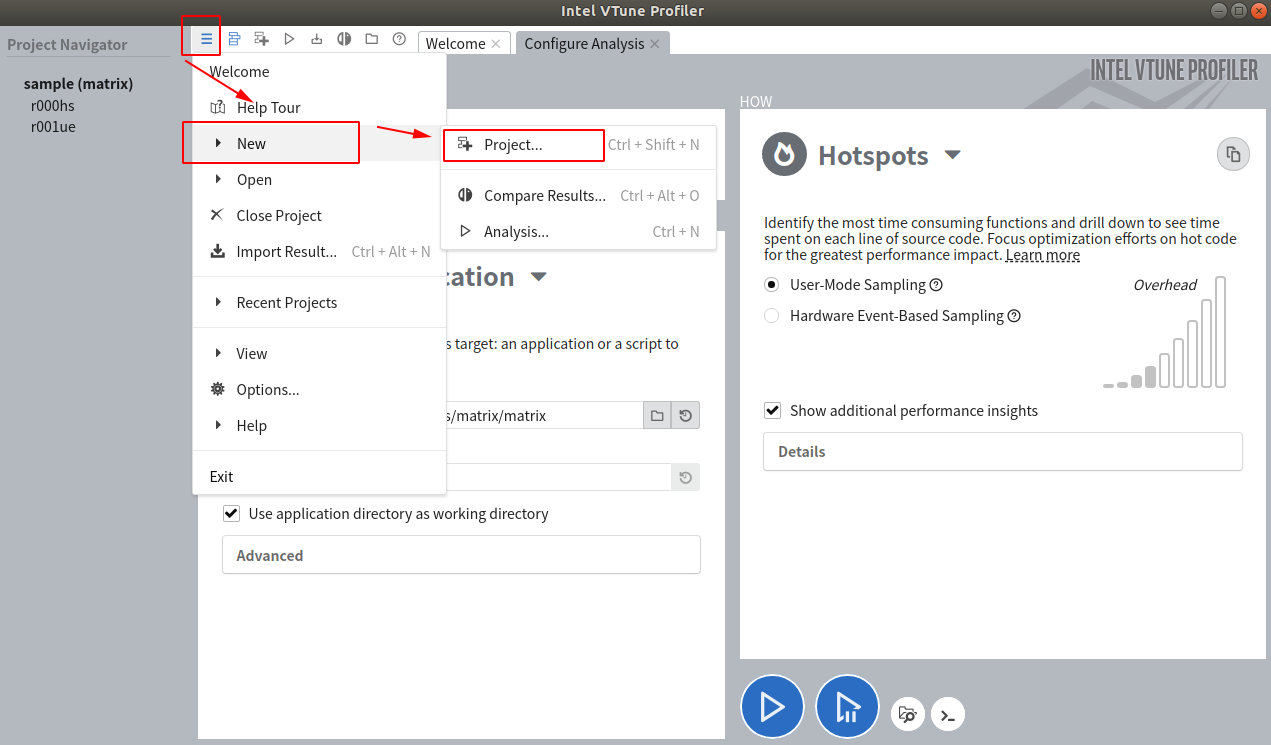 Intel VTune Profiler
Project Navigator
Welcome
Configure Analysis
sample (matrix)
r000hs
r001ue
Welcome
Help Tour
New
Open
Close Project
Import Result... Ctrl + Alt + N
Recent Projects
View
Options...
Help
Exit
Project... Ctrl + Shift + N
Compare Results... Ctrl + Alt + O
Analysis... Ctrl + N
cation
s target: an application or a script to
s/matrix/matrix
Use application directory as working directory
Advanced
INTEL VTUNE PROFILER
HOW
Hotspots
Identify the most time consuming functions and drill down to see time
spent on each line of source code. Focus optimization efforts on hot code
for the greatest performance impact. Learn more
User-Mode Sampling
Overhead
Hardware Event-Based Sampling
Show additional performance insights
Details